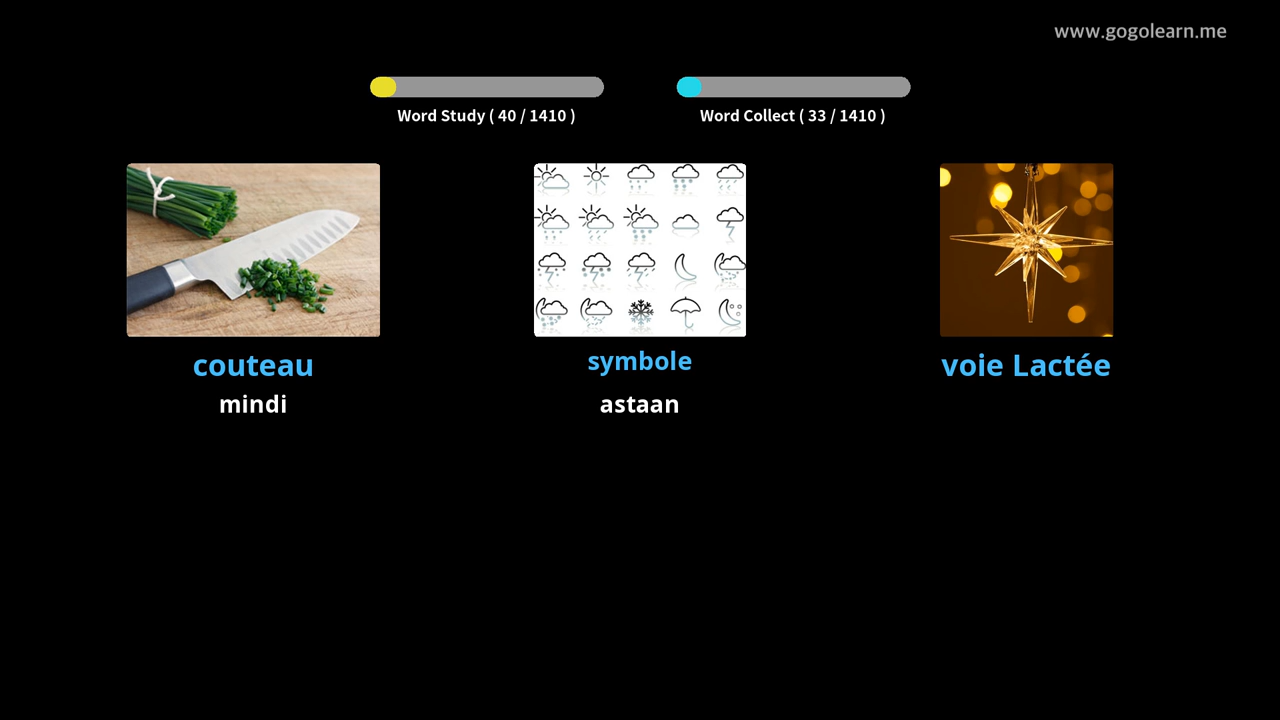 www.gogolearn.me
Word Study ( 40 / 1410 )
Word Collect ( 33 / 1410 )
couteau
mindi
symbole
astaan
voie Lactée